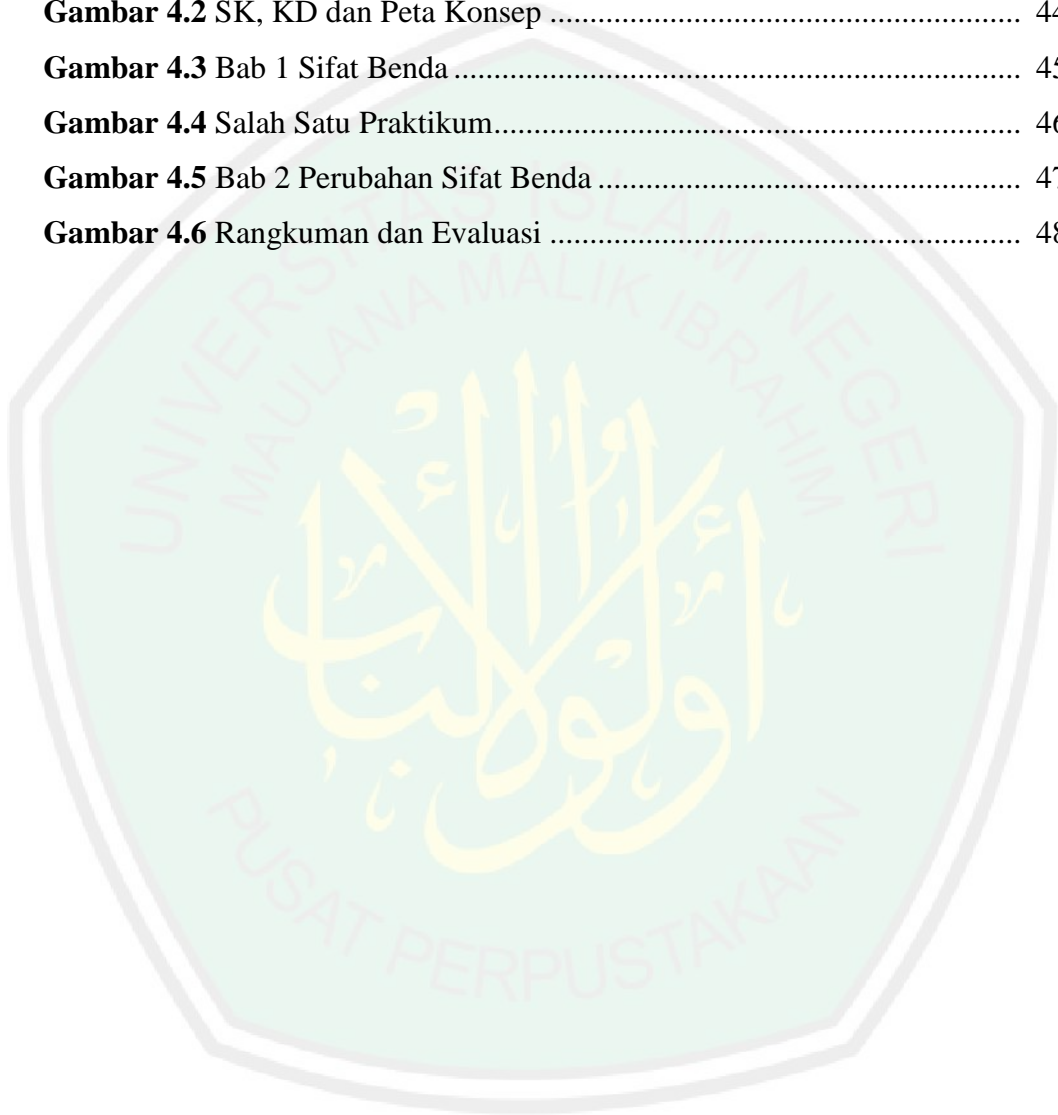 Gambar 4.2 SK, KD dan Peta Konsep ........................................................ 44
Gambar 4.3 Bab 1 Sifat Benda .................................................................... 45
Gambar 4.4 Salah Satu Praktikum............................................................... 46
Gambar 4.5 Bab 2 Perubahan Sifat Benda .................................................. 47
Gambar 4.6 Rangkuman dan Evaluasi ........................................................ 48
UNIVERSITAS ISLAM NEGERI
MAULANA MALIK IBRAHIM
أولوا الألباب
PUSAT PERPUSTAKAAN